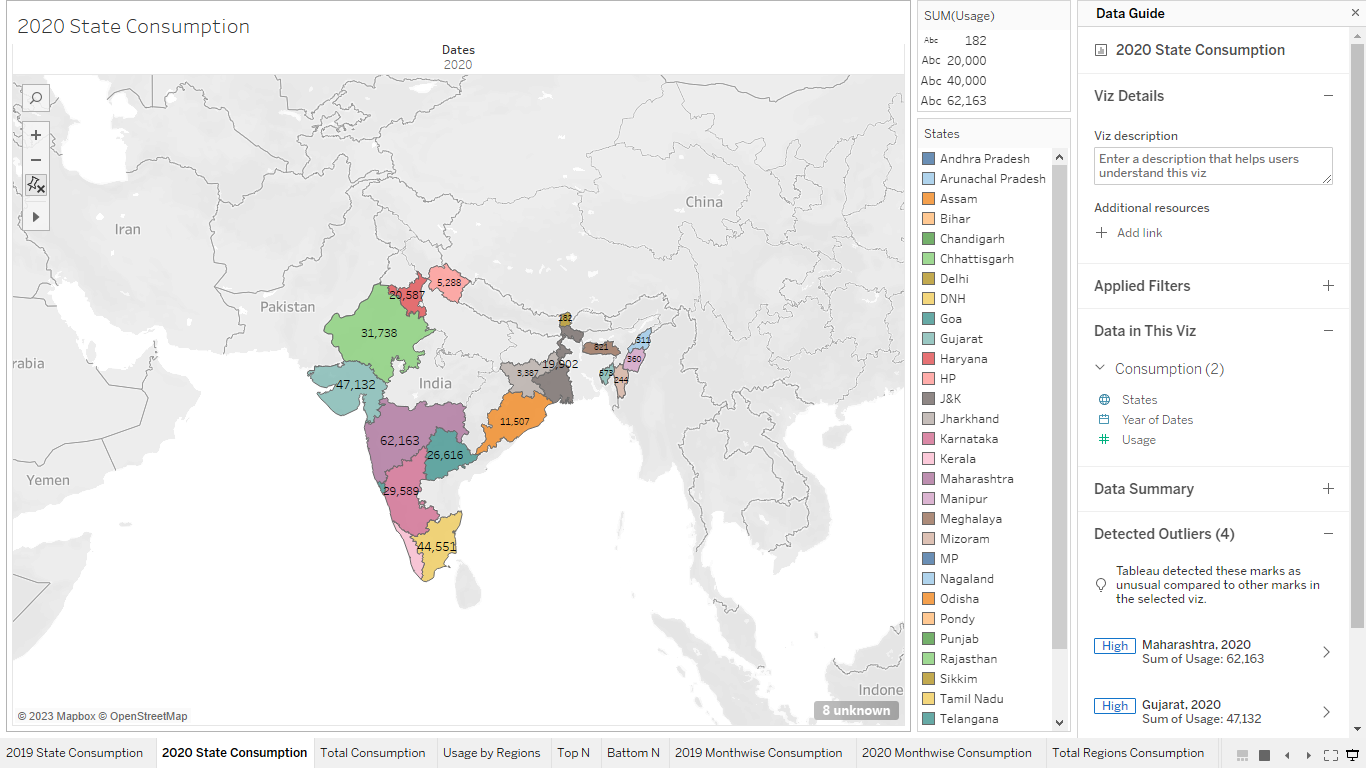 2020 State Consumption
Dates
2020
Iran
Pakistan
China
India
rabia
Yemen
Indone
5,288
20,587
31,738
47,132
182
19,902
3,387
821
311
360
573
244
11,507
62,163
26,616
29,589
44,551
© 2023 Mapbox © OpenStreetMap
8 unknown
SUM(Usage)
Abc 182
Abc 20,000
Abc 40,000
Abc 62,163
States
Andhra Pradesh
Arunachal Pradesh
Assam
Bihar
Chandigarh
Chhattisgarh
Delhi
DNH
Goa
Gujarat
Haryana
HP
J&K
Jharkhand
Karnataka
Kerala
Maharashtra
Manipur
Meghalaya
Mizoram
MP
Nagaland
Odisha
Pondy
Punjab
Rajasthan
Sikkim
Tamil Nadu
Telangana
Data Guide
2020 State Consumption
Viz Details
Viz description
Enter a description that helps users
understand this viz
Additional resources
Add link
Applied Filters
Data in This Viz
Consumption (2)
States
Year of Dates
Usage
Data Summary
Detected Outliers (4)
Tableau detected these marks as
unusual compared to other marks in
the selected viz.
High Maharashtra, 2020
Sum of Usage: 62,163
High Gujarat, 2020
Sum of Usage: 47,132
2019 State Consumption 2020 State Consumption Total Consumption Usage by Regions Top N Battom N 2019 Monthwise Consumption 2020 Monthwise Consumption Total Regions Consumption